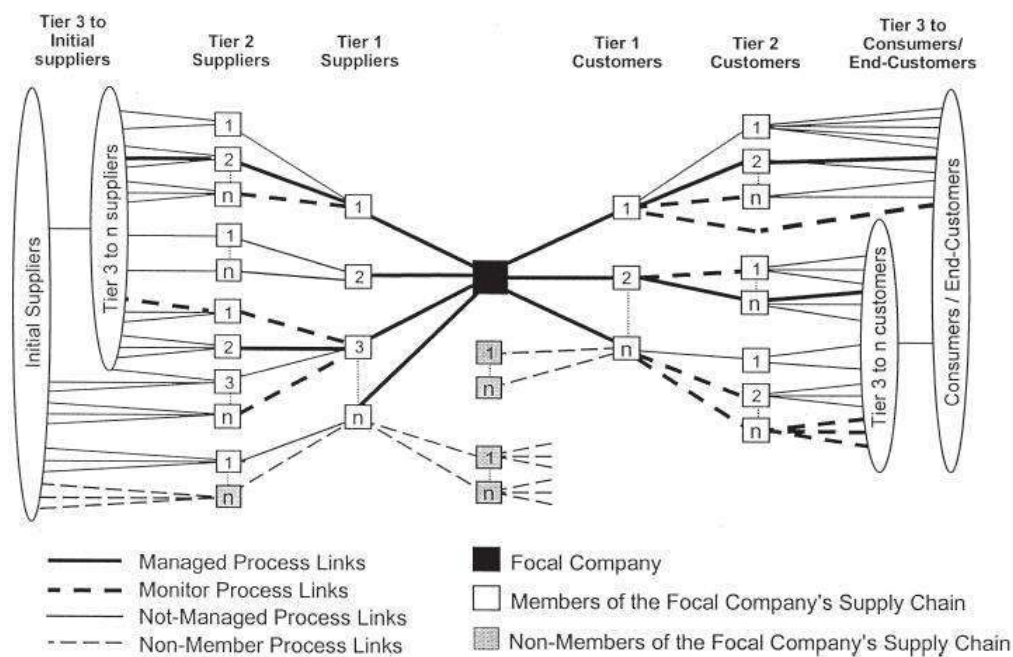 Tier 3 to
Initial
suppliers
Tier 2
Suppliers
Tier 1
Suppliers
Tier 1
Customers
Tier 2
Customers
Tier 3 to
Consumers/
End-Customers
Initial Suppliers
Tier 3 to n suppliers
1
2
n
1
n
1
2
3
n
1
n
1
2
3
n
1
n
1
n
1
2
n
1
2
n
1
n
1
2
n
Tier 3 to n customers
Consumers / End-Customers
Managed Process Links
Monitor Process Links
Not-Managed Process Links
Non-Member Process Links
Focal Company
Members of the Focal Company's Supply Chain
Non-Members of the Focal Company's Supply Chain